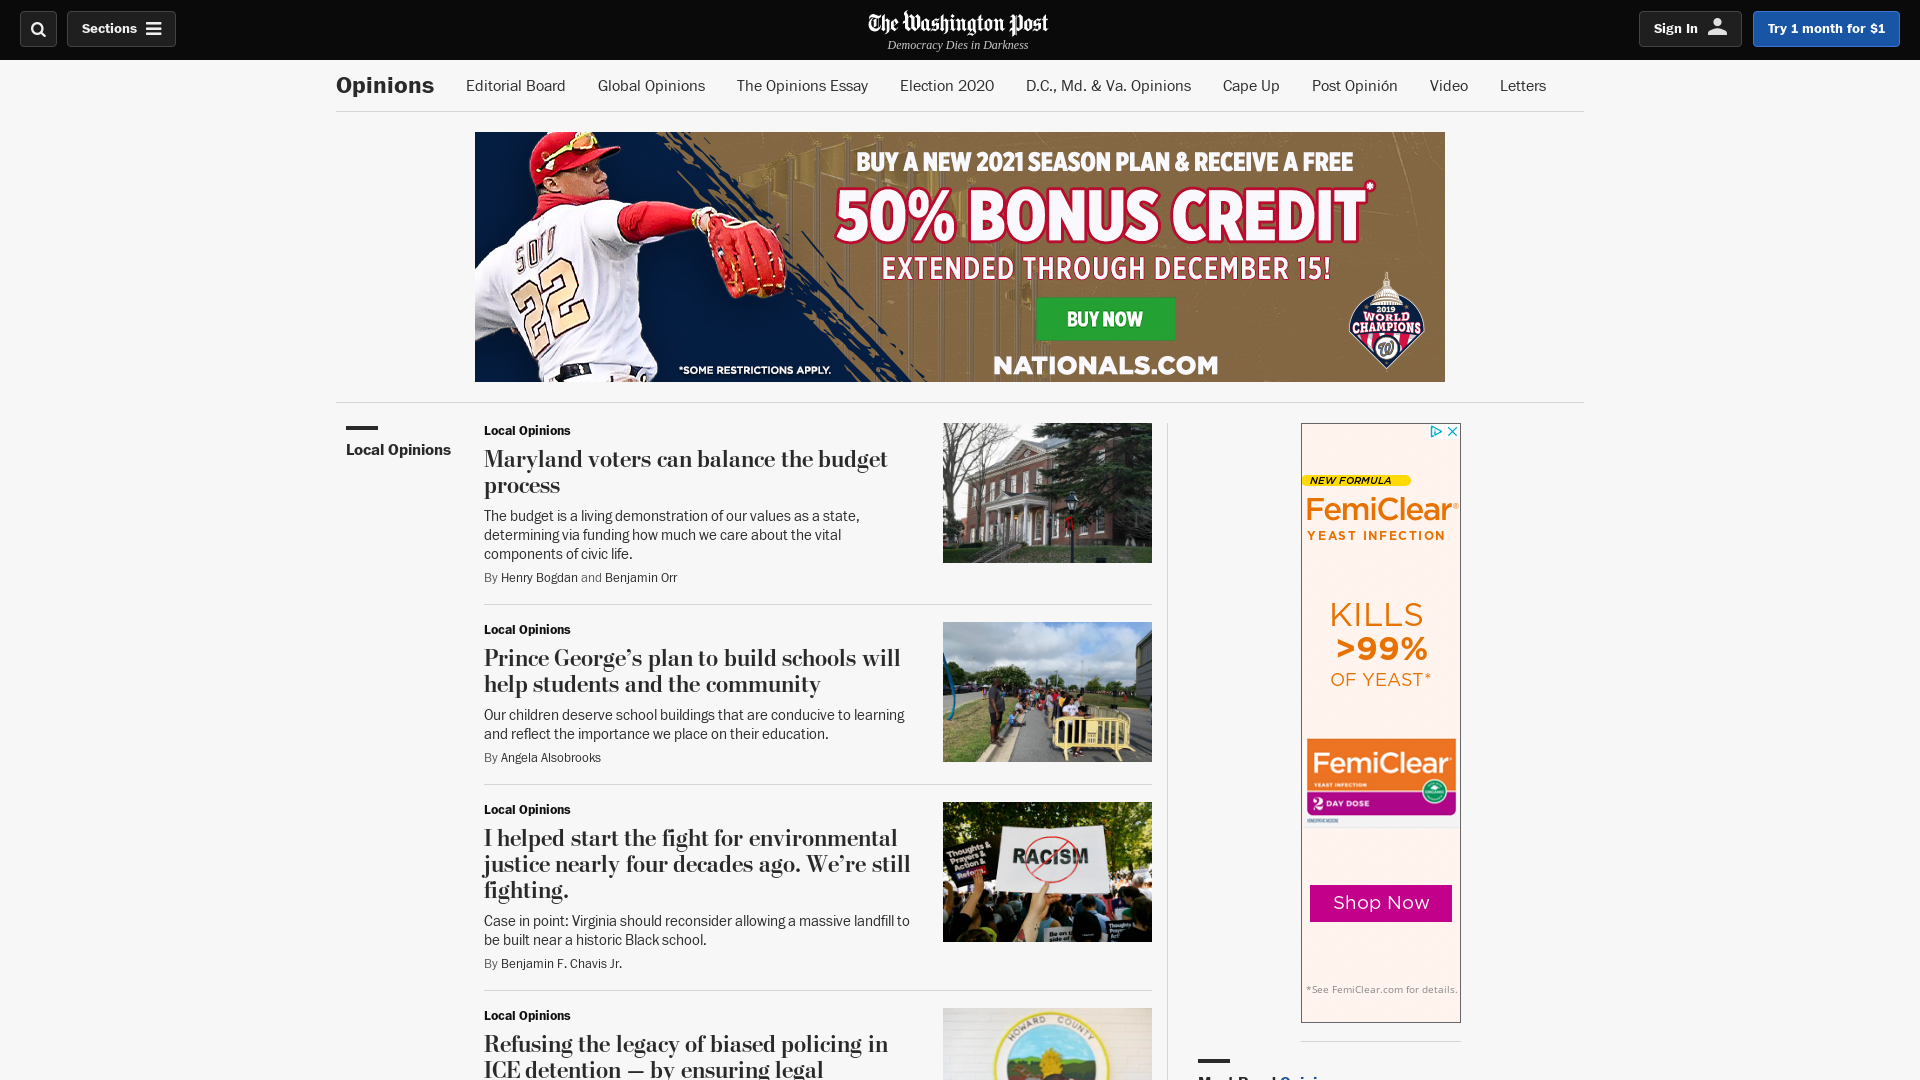 Sections
The Washington Post
Democracy Dies in Darkness
Sign In
Try 1 month for $1
Opinions
Editorial Board
Global Opinions
The Opinions Essay
Election 2020
D.C., Md. & Va. Opinions
Cape Up
Post Opinión
Video
Letters
BUY A NEW 2021 SEASON PLAN & RECEIVE A FREE
50% BONUS CREDIT*
EXTENDED THROUGH DECEMBER 15!
BUY NOW
NATIONALS.COM
*SOME RESTRICTIONS APPLY.
SOTO
22
2019
WORLD
CHAMPIONS
W
Local Opinions
Local Opinions
Maryland voters can balance the budget
process
The budget is a living demonstration of our values as a state,
determining via funding how much we care about the vital
components of civic life.
By Henry Bogdan and Benjamin Orr
Local Opinions
Prince George’s plan to build schools will
help students and the community
Our children deserve school buildings that are conducive to learning
and reflect the importance we place on their education.
By Angela Alsobrooks
Local Opinions
I helped start the fight for environmental
justice nearly four decades ago. We’re still
fighting.
Case in point: Virginia should reconsider allowing a massive landfill to
be built near a historic Black school.
By Benjamin F. Chavis Jr.
Thoughts &
Prayers &
Action &
Reform.
RACISM
Local Opinions
Refusing the legacy of biased policing in
ICE detention — by ensuring legal
HOWARD COUNTY
NEW FORMULA
FemiClear®
YEAST INFECTION
KILLS
>99%
OF YEAST*
FemiClear
YEAST INFECTION
2 DAY DOSE
Shop Now
*See FemiClear.com for details.
Most Read Opinions